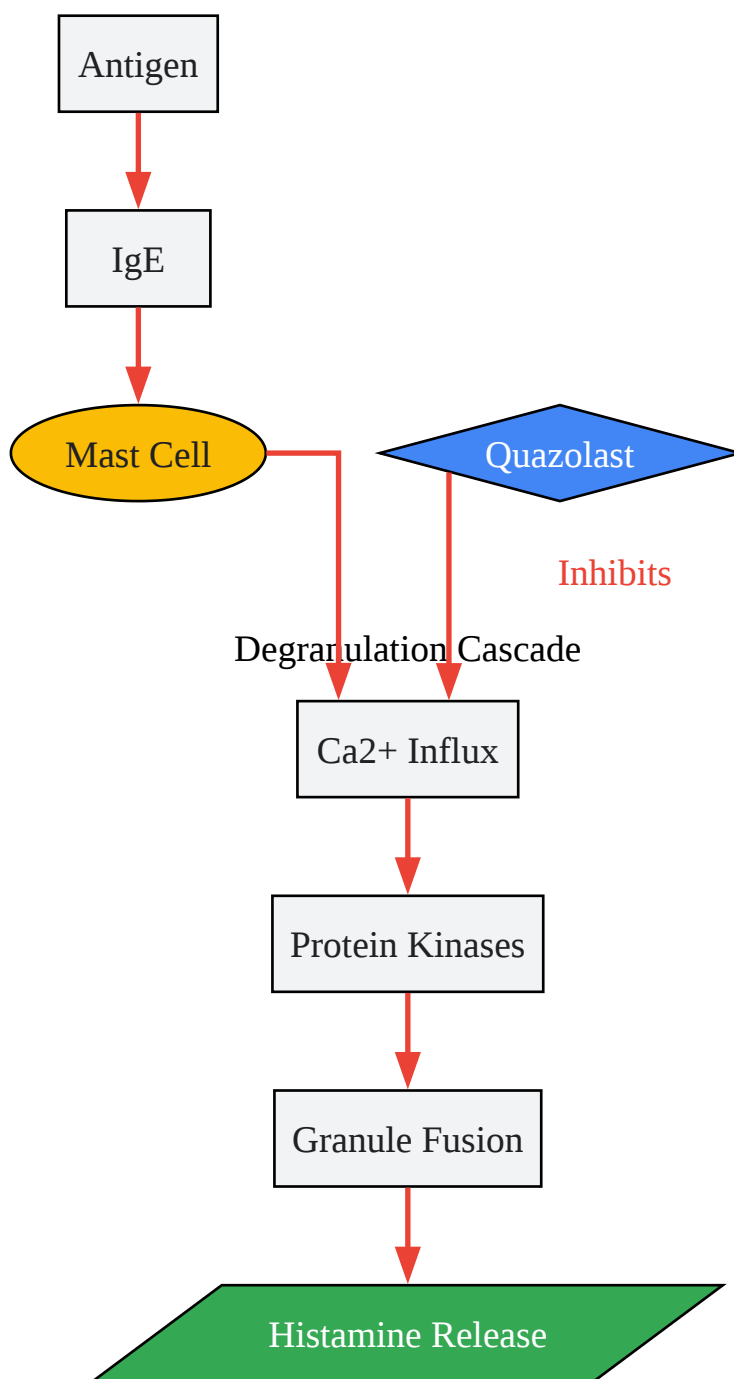 Antigen
IgE
Mast Cell
Quazolast
Inhibits
Degranulation Cascade
Ca2+ Influx
Protein Kinases
Granule Fusion
Histamine Release